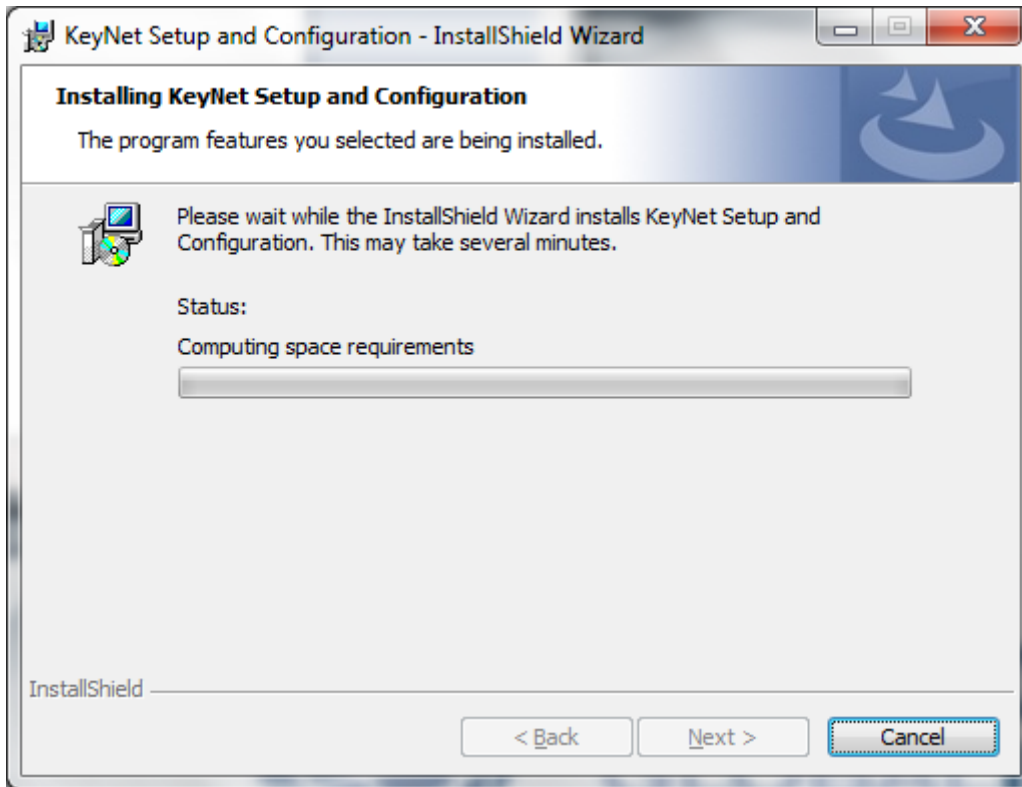 KeyNet Setup and Configuration - InstallShield Wizard
Installing KeyNet Setup and Configuration
The program features you selected are being installed.
Please wait while the InstallShield Wizard installs KeyNet Setup and
Configuration. This may take several minutes.
Status:
Computing space requirements
InstallShield
< Back
Next >
Cancel